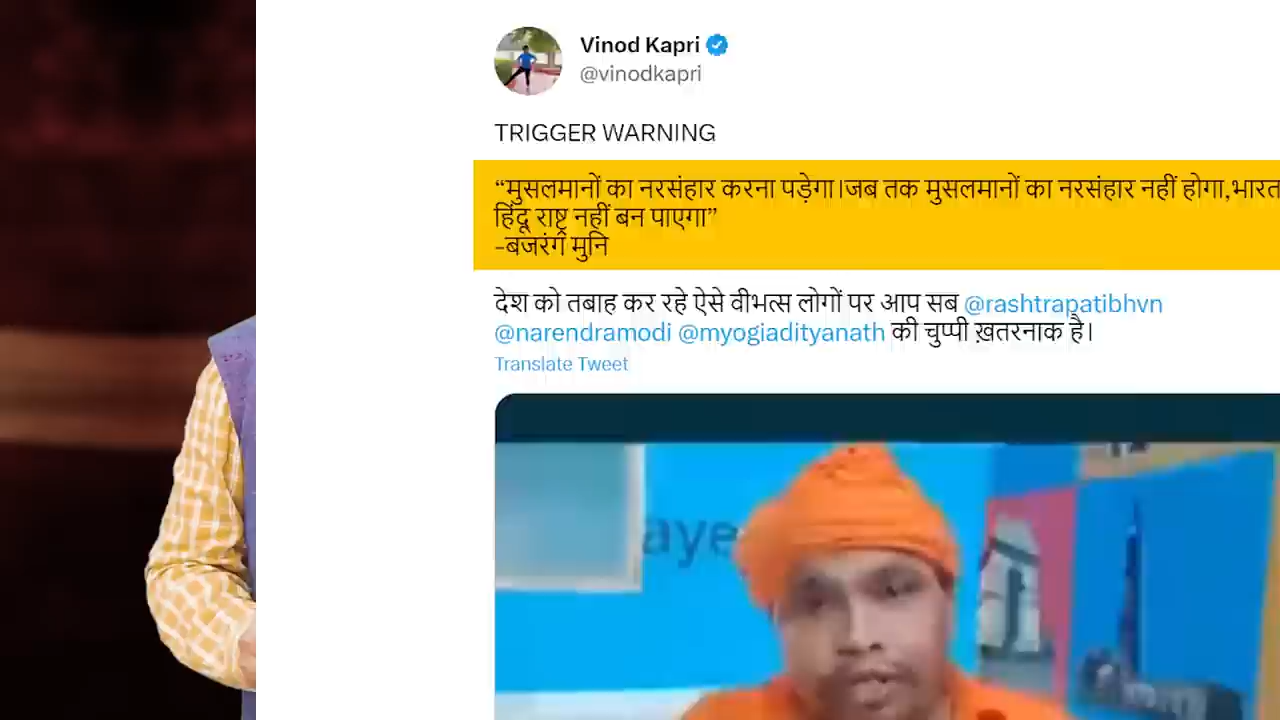 Vinod Kapri
@vinodkapri
TRIGGER WARNING
“मुसलमानों का नरसंहार करना पड़ेगा।जब तक मुसलमानों का नरसंहार नहीं होगा,भारत
हिंदू राष्ट्र नहीं बन पाएगा”
-बजरंग मुनि
देश को तबाह कर रहे ऐसे वीभत्स लोगों पर आप सब @rashtrapatibhvn
@narendramodi @myogiadityanath की चुप्पी ख़तरनाक है।
Translate Tweet
aye